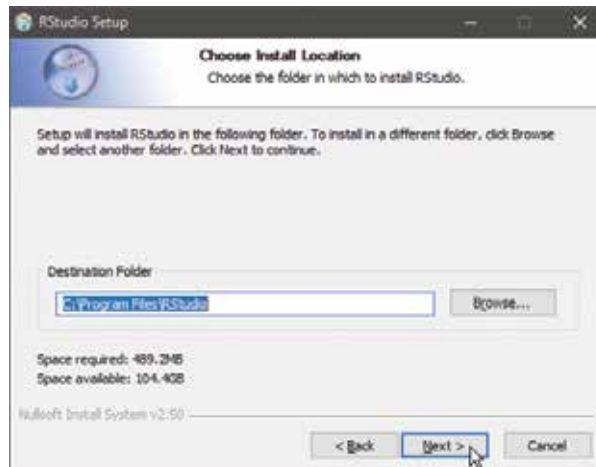 RStudio Setup
Choose Install Location
Choose the folder in which to install RStudio.
Setup will install RStudio in the following folder. To install in a different folder, click Browse
and select another folder. Click Next to continue.
Destination Folder
C:\Program Files\RStudio
Browse...
Space required: 489.2MB
Space available: 104.4GB
Nullsoft Install System v2.50
< Back Next > Cancel